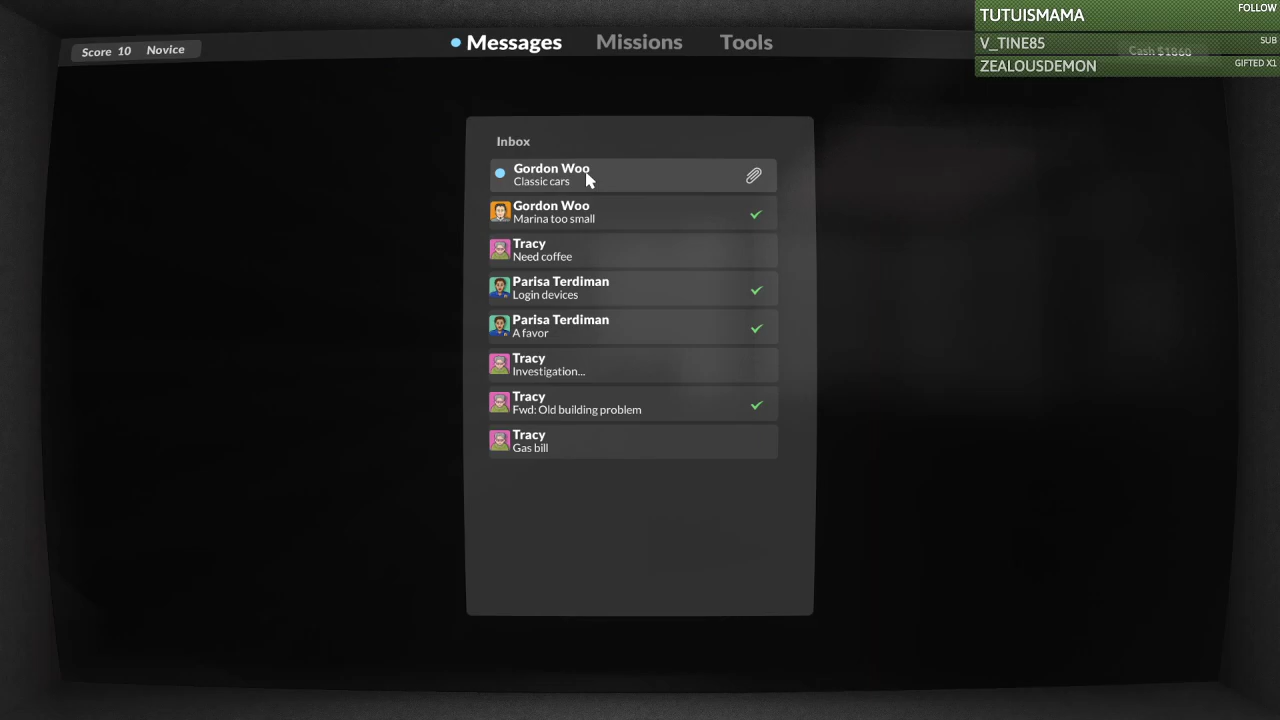 TUTUISMAMA FOLLOW
V_TINE85 SUB
ZEALOUSDEMON GIFTED X1
Score 10 Novice
Messages Missions Tools
Cash $1860
Inbox
Gordon Woo
Classic cars
Gordon Woo
Marina too small
Tracy
Need coffee
Parisa Terdiman
Login devices
Parisa Terdiman
A favor
Tracy
Investigation...
Tracy
Fwd: Old building problem
Tracy
Gas bill